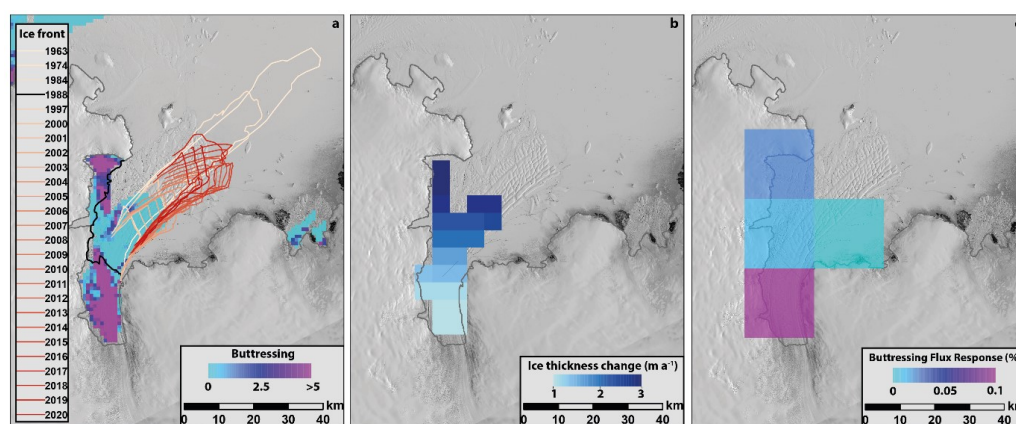 a
Ice front
1963
1974
1984
1988
1997
2000
2001
2002
2003
2004
2005
2006
2007
2008
2009
2010
2011
2012
2013
2014
2015
2016
2017
2018
2019
2020
Buttressing
0 2.5 >5
km
0 10 20 30 40
b
Ice thickness change (m a⁻¹)
1 2 3
km
0 10 20 30 40
Buttressing Flux Response (%
0 0.05 0.1
km
0 10 20 30 40